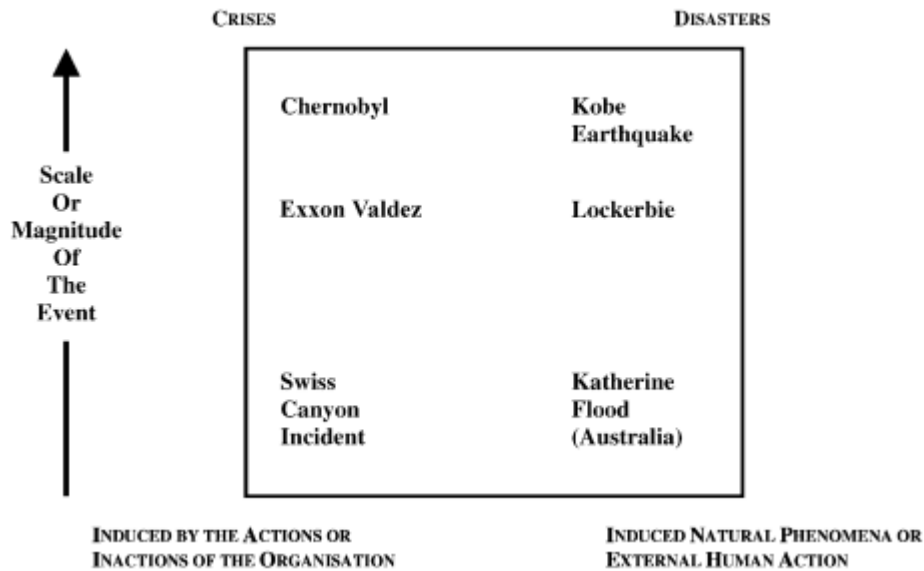 CRISES
DISASTERS
Chernobyl
Kobe
Earthquake
Scale
Or
Magnitude
Of
The
Event
Exxon Valdez
Lockerbie
Swiss
Canyon
Incident
Katherine
Flood
(Australia)
INDUCED BY THE ACTIONS OR
INACTIONS OF THE ORGANISATION
INDUCED NATURAL PHENOMENA OR
EXTERNAL HUMAN ACTION